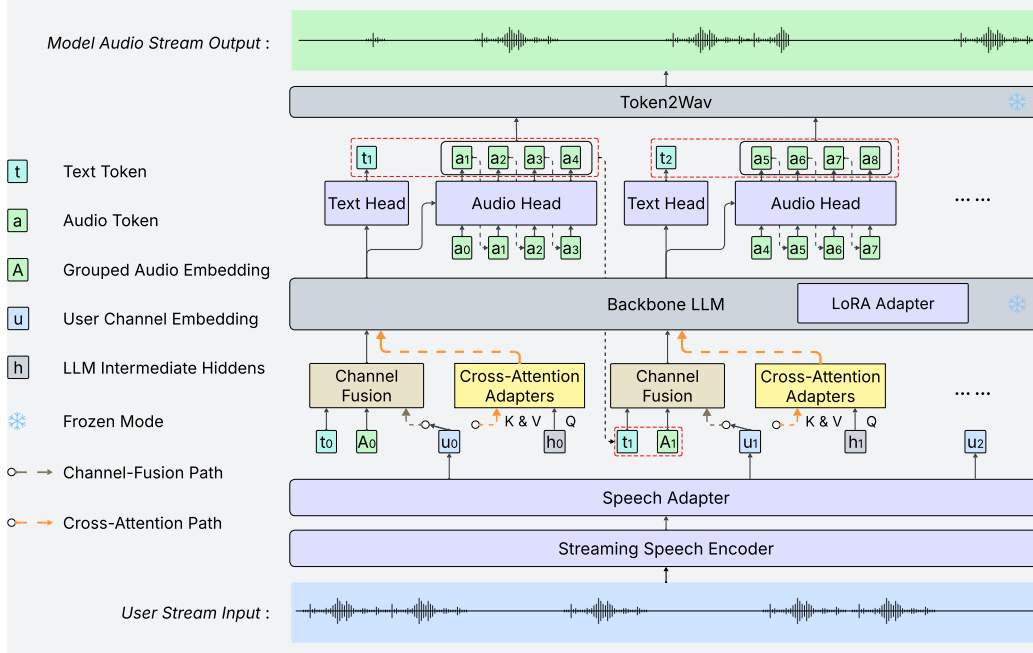 Model Audio Stream Output :
Token2Wav
t1 a1 a2 a3 a4 t2 a5 a6 a7 a8
t Text Token
Text Head Audio Head Text Head Audio Head ... ...
a Audio Token
a0 a1 a2 a3 a4 a5 a6 a7
A Grouped Audio Embedding
Backbone LLM LoRA Adapter
u User Channel Embedding
h LLM Intermediate Hiddens
Channel Fusion
Cross-Attention Adapters
Channel Fusion
Cross-Attention Adapters
... ...
Frozen Mode
K & V Q K & V Q
t0 A0 u0 h0 t1 A1 u1 h1 u2
Channel-Fusion Path
Speech Adapter
Cross-Attention Path
Streaming Speech Encoder
User Stream Input :